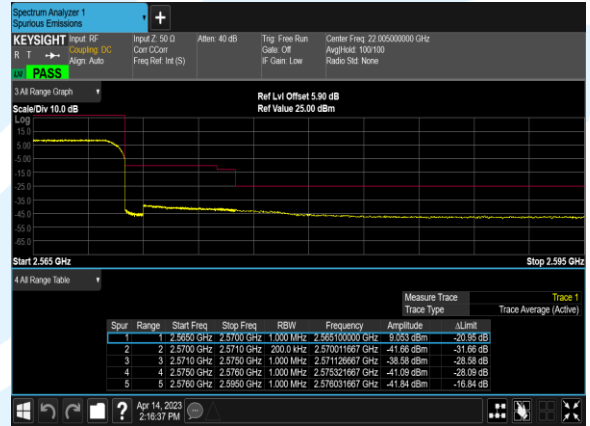 Spectrum Analyzer 1
Spurious Emissions
KEYSIGHT Input: RF Input Z: 50 Ω Atten: 40 dB Trig: Free Run Center Freq: 22.005000000 GHz
R T Coupling: DC Corr CCorr Gate: Off Avg|Hold: 100/100
Align: Auto Freq Ref: Int (S) IF Gain: Low Radio Std: None
PASS
3 All Range Graph
Ref Lvl Offset 5.90 dB
Scale/Div 10.0 dB Ref Value 25.00 dBm
Log
15.0
5.00
-5.00
-15.0
-25.0
-35.0
-45.0
-55.0
-65.0
Start 2.565 GHz Stop 2.595 GHz
4 All Range Table
Measure Trace Trace 1
Trace Type Trace Average (Active)
Spur Range Start Freq Stop Freq RBW Frequency Amplitude ΔLimit
1 1 2.5650 GHz 2.5700 GHz 1.000 MHz 2.565100000 GHz 9.053 dBm -20.95 dB
2 2 2.5700 GHz 2.5710 GHz 200.0 kHz 2.570011667 GHz -41.66 dBm -31.66 dB
3 3 2.5710 GHz 2.5750 GHz 1.000 MHz 2.571126667 GHz -38.58 dBm -28.58 dB
4 4 2.5750 GHz 2.5760 GHz 1.000 MHz 2.575321667 GHz -41.09 dBm -28.09 dB
5 5 2.5760 GHz 2.5950 GHz 1.000 MHz 2.576031667 GHz -41.84 dBm -16.84 dB
? Apr 14, 2023
2:16:37 PM